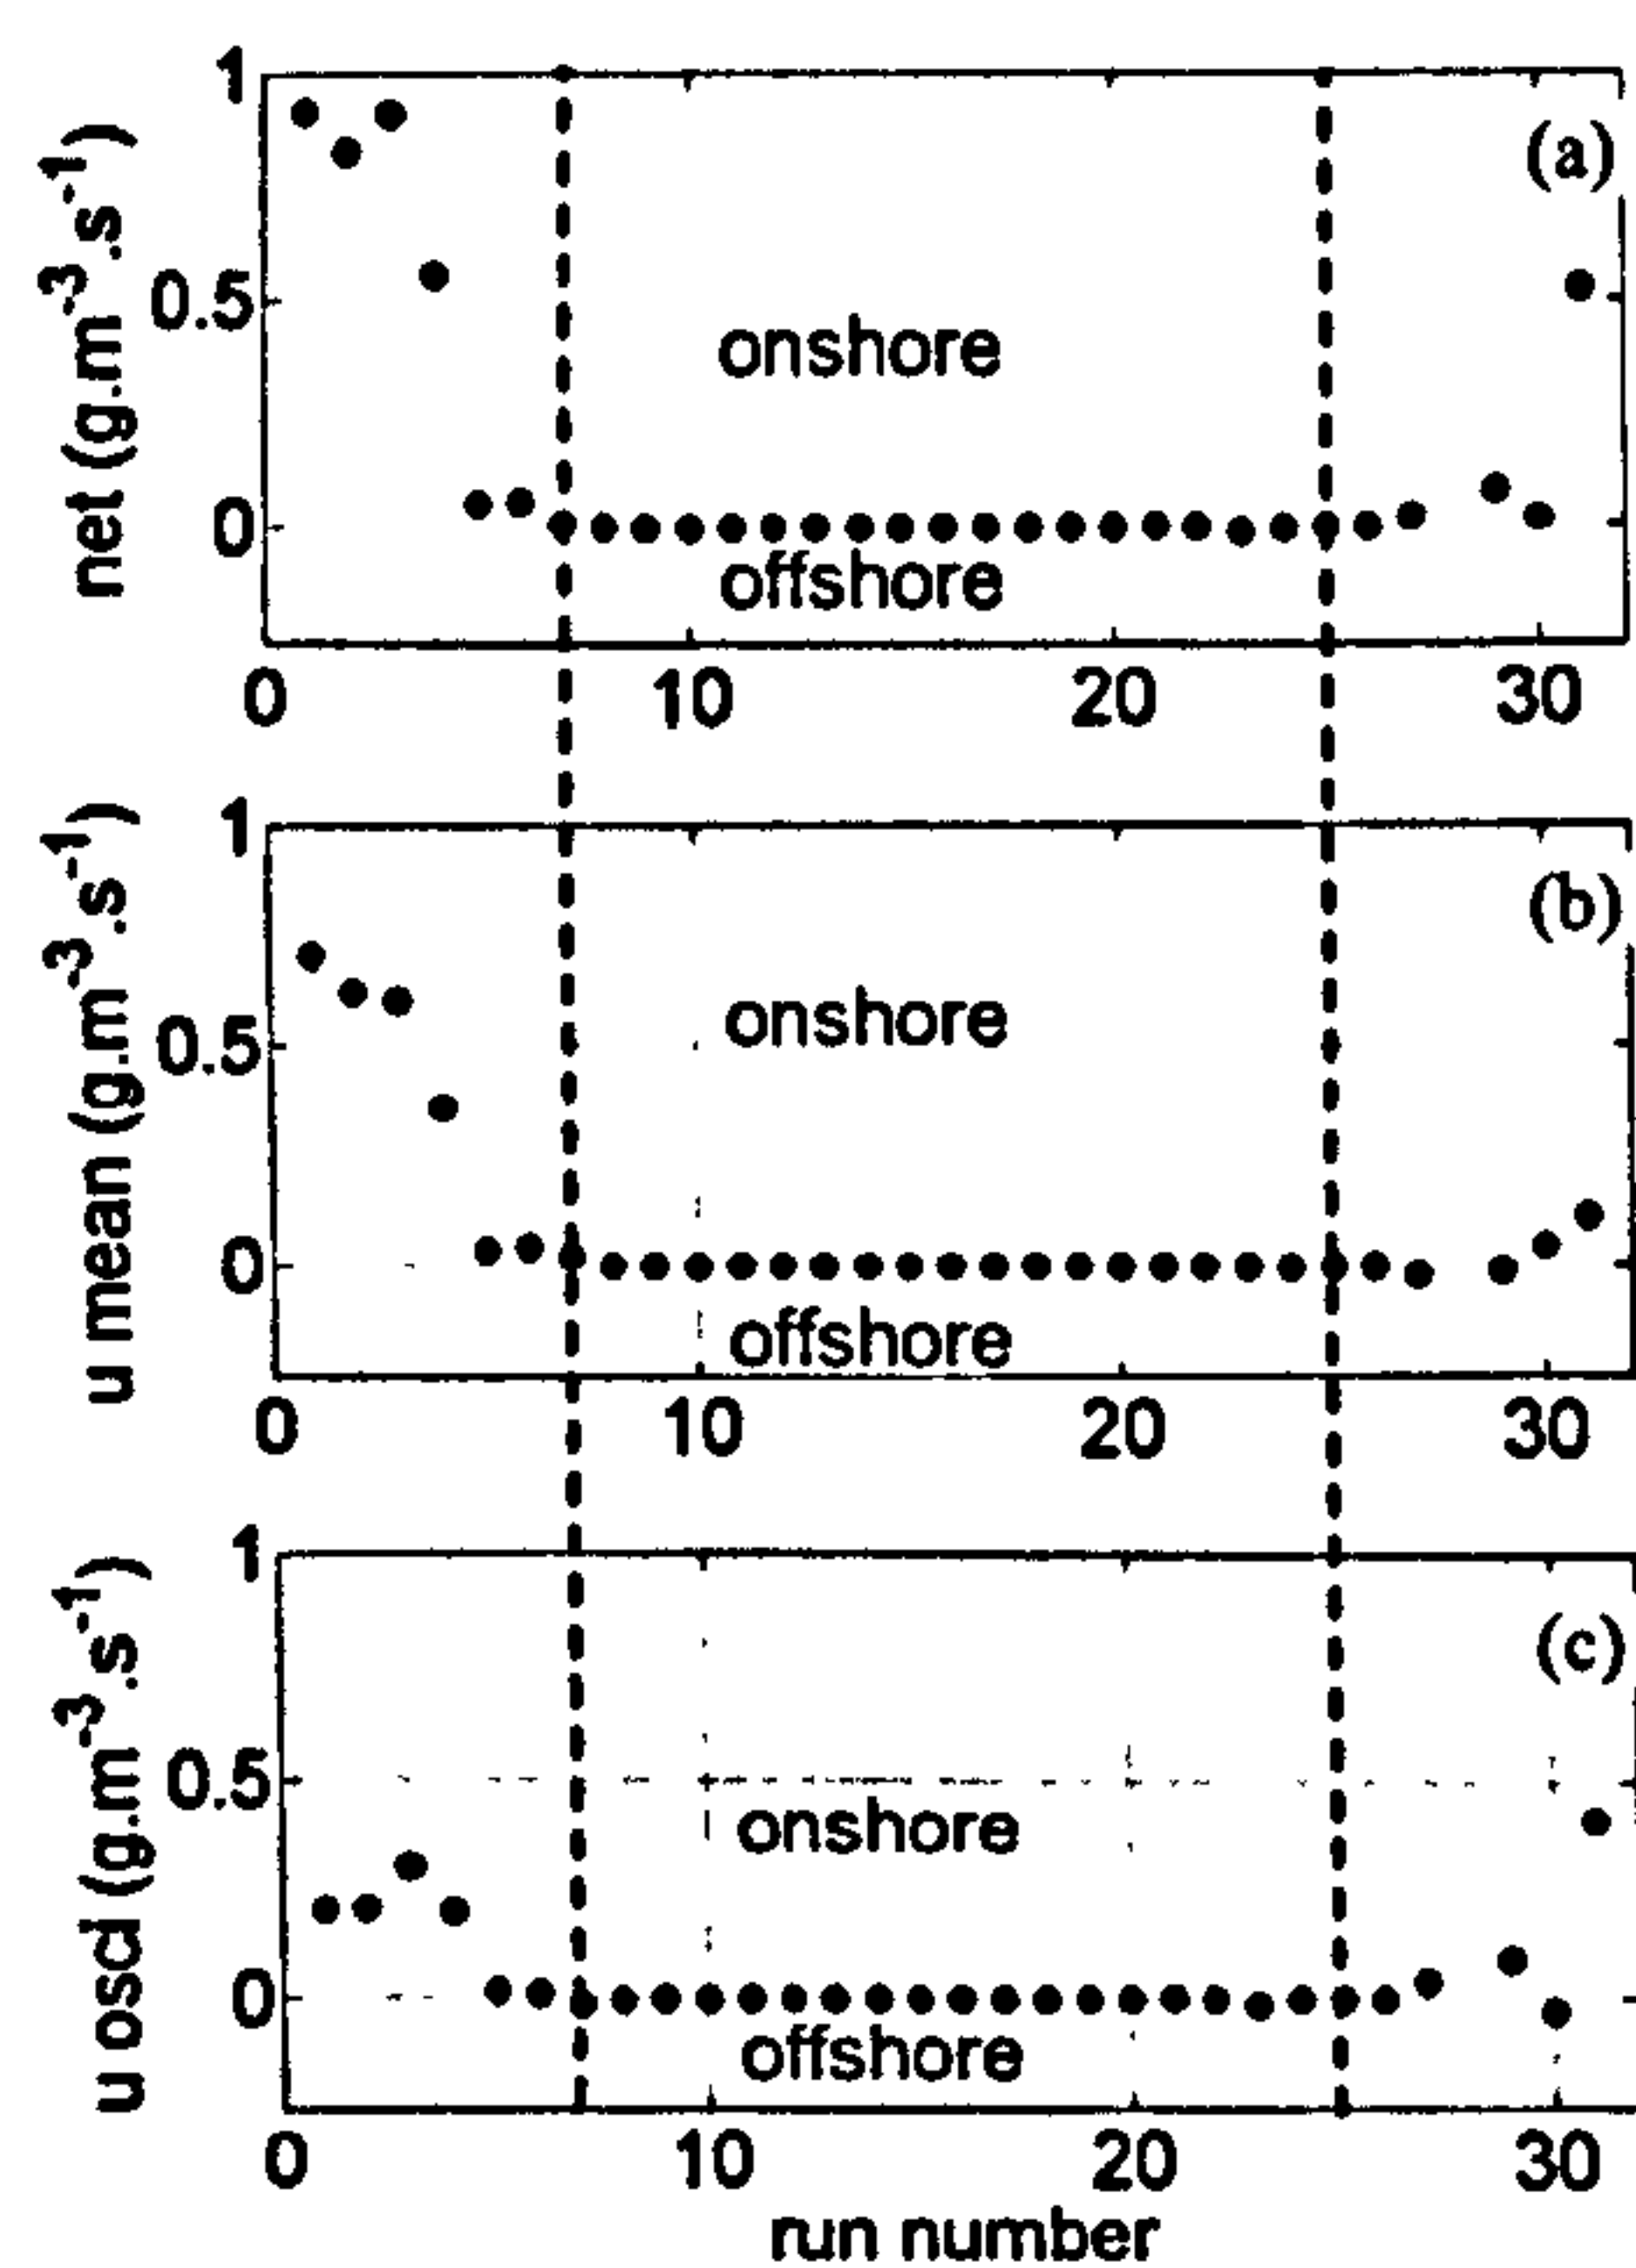 1
(a)
net (g.m-3.s-1)
0.5
onshore
0
offshore
0 10 20 30
1
(b)
u mean (g.m-3.s-1)
0.5
onshore
0
offshore
0 10 20 30
1
(c)
u oscl (g.m-3.s-1)
0.5
onshore
0
offshore
0 10 20 30
run number